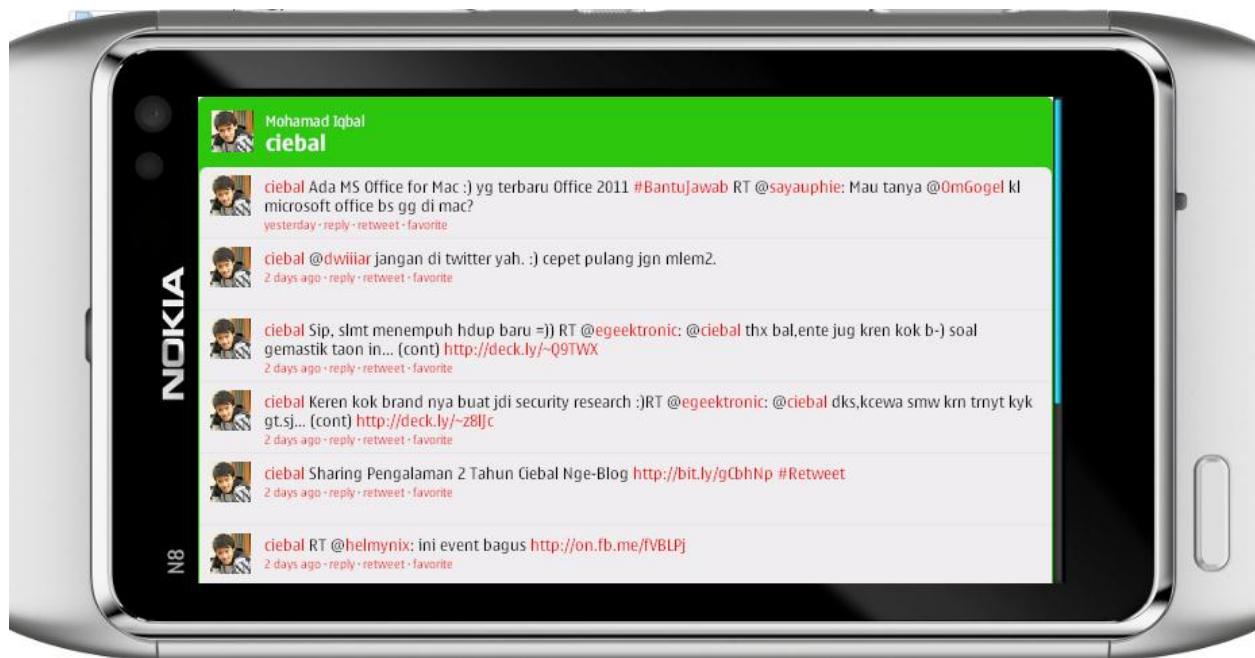 Mohamad Iqbal
ciebal
ciebal Ada MS Office for Mac :) yg terbaru Office 2011 #BantuJawab RT @sayauphie: Mau tanya @OmGogel kl
microsoft office bs gg di mac?
yesterday · reply · retweet · favorite
ciebal @dwiiiar jangan di twitter yah. :) cepet pulang jgn mlem2.
2 days ago · reply · retweet · favorite
ciebal Sip, slmt menempuh hdup baru =)) RT @egeektronic: @ciebal thx bal,ente jug kren kok b-) soal
gemastik taon in... (cont) http://deck.ly/~Q9TWX
2 days ago · reply · retweet · favorite
ciebal Keren kok brand nya buat jdi security research :)RT @egeektronic: @ciebal dks,kcewa smw krn trnyt kyk
gt.sj... (cont) http://deck.ly/~z8lJc
2 days ago · reply · retweet · favorite
ciebal Sharing Pengalaman 2 Tahun Ciebal Nge-Blog http://bit.ly/gCbhNp #Retweet
2 days ago · reply · retweet · favorite
ciebal RT @helmynix: ini event bagus http://on.fb.me/fVBLPj
2 days ago · reply · retweet · favorite
NOKIA
N8